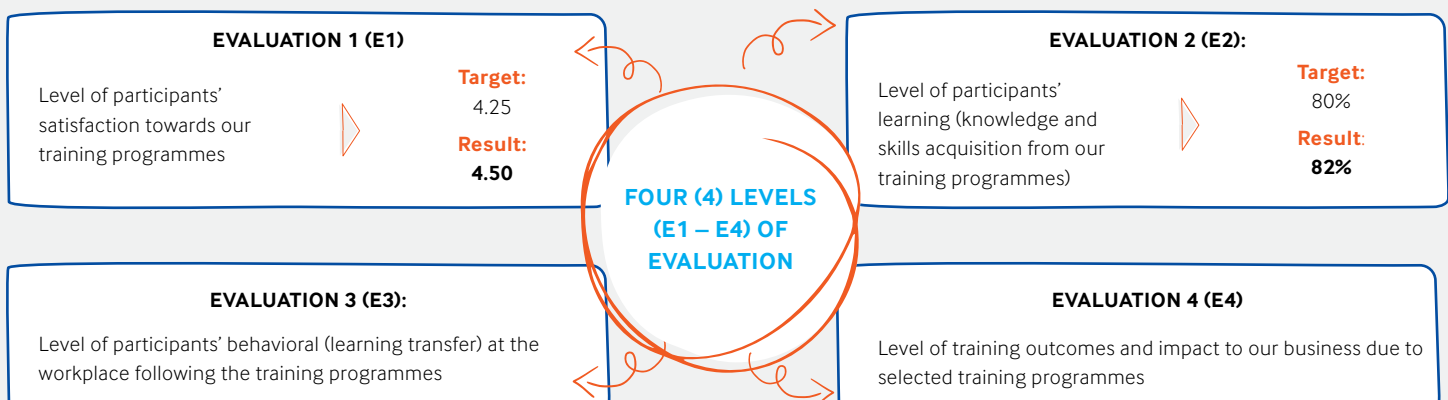 EVALUATION 1 (E1)
Level of participants'
satisfaction towards our
training programmes
Target:
4.25
Result:
4.50
EVALUATION 2 (E2):
Level of participants'
learning (knowledge and
skills acquisition from our
training programmes)
Target:
80%
Result:
82%
FOUR (4) LEVELS
(E1 – E4) OF
EVALUATION
EVALUATION 3 (E3):
Level of participants' behavioral (learning transfer) at the
workplace following the training programmes
EVALUATION 4 (E4)
Level of training outcomes and impact to our business due to
selected training programmes